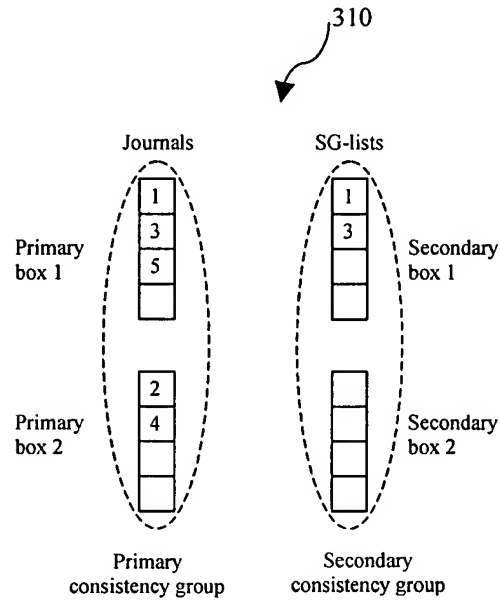 310
Journals
SG-lists
1
3
5
1
3
Primary
box 1
Secondary
box 1
2
4
Primary
box 2
Secondary
box 2
Primary
consistency group
Secondary
consistency group